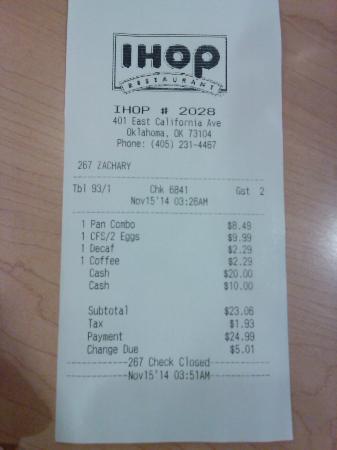 IHOP
RESTAURANT
IHOP # 2028
401 East California Ave
Oklahoma, OK 73104
Phone: (405) 231-4467
267 ZACHARY
Tbl 93/1 Chk 6841 Gst 2
Nov15'14 03:26AM
1 Pan Combo $8.49
1 CFS/2 Eggs $9.99
1 Decaf $2.29
1 Coffee $2.29
Cash $20.00
Cash $10.00
Subtotal $23.06
Tax $1.93
Payment $24.99
Change Due $5.01
------267 Check Closed------
------Nov15'14 03:51AM------